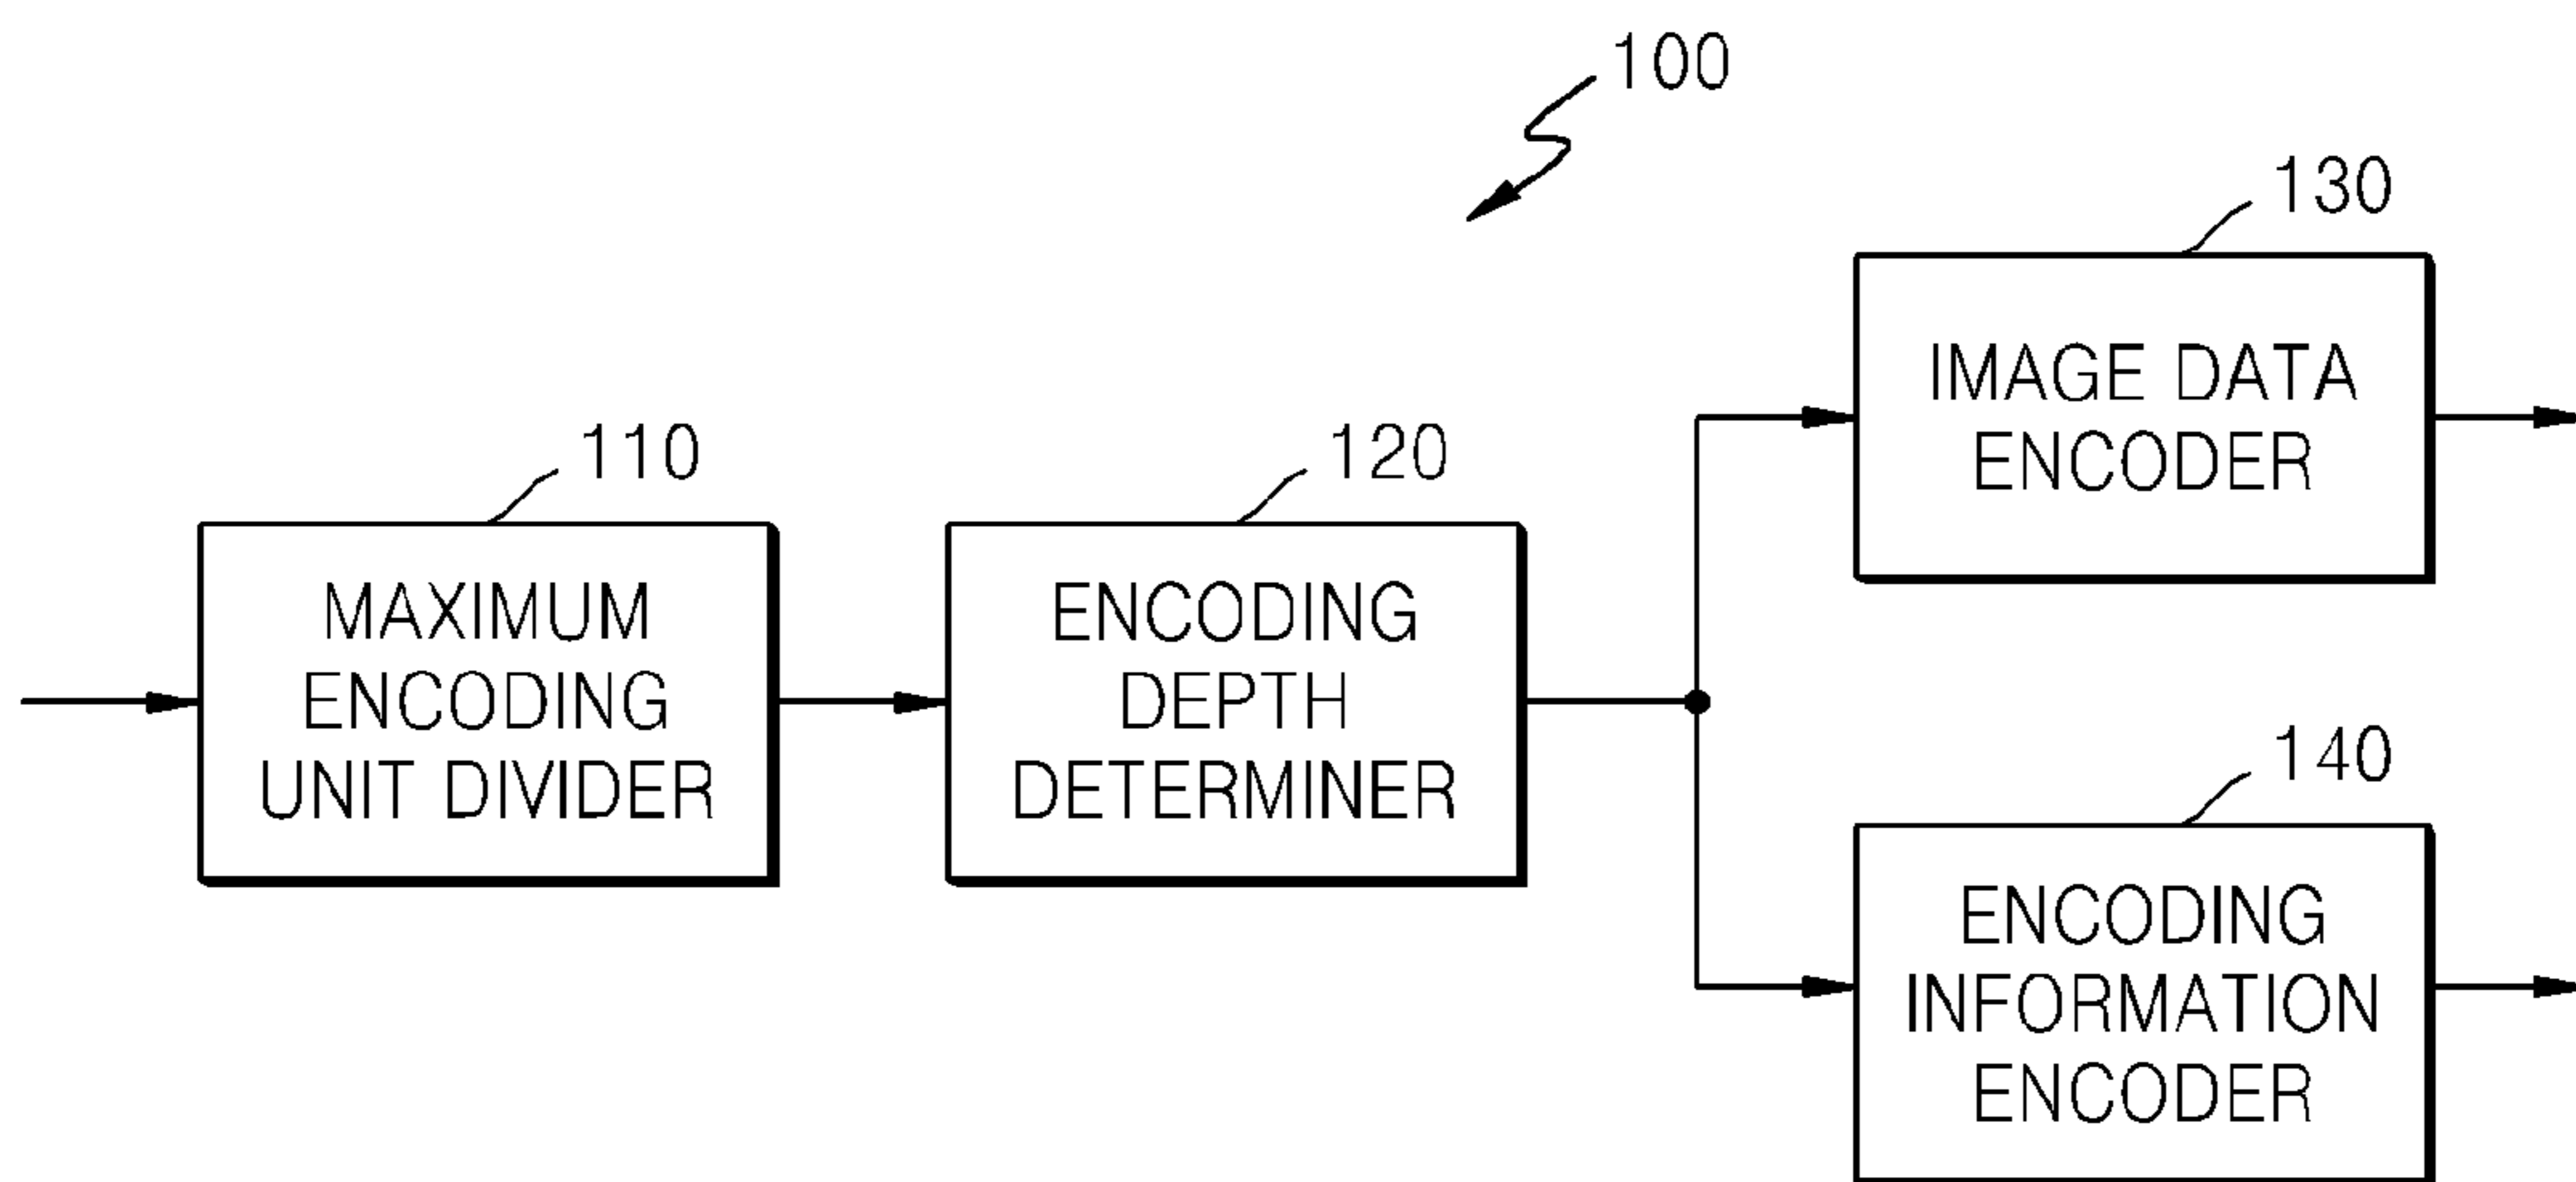 100
110
MAXIMUM
ENCODING
UNIT DIVIDER
120
ENCODING
DEPTH
DETERMINER
130
IMAGE DATA
ENCODER
140
ENCODING
INFORMATION
ENCODER